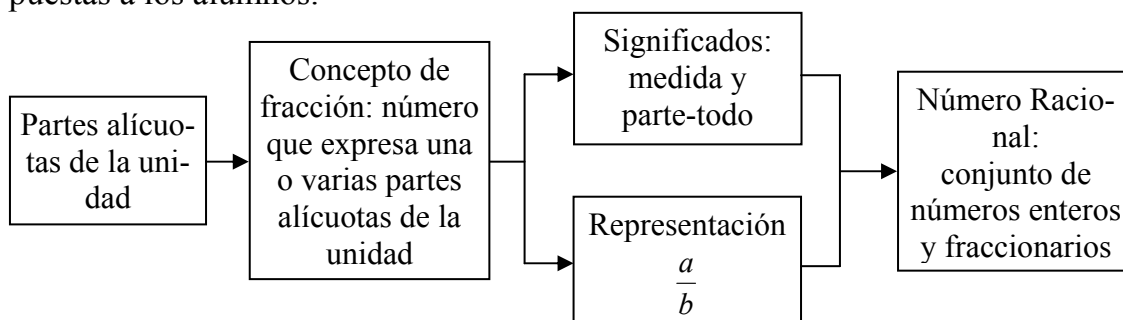 puestas a los alumnos.
Partes alícuo-
tas de la uni-
dad
Concepto de
fracción: número
que expresa una
o varias partes
alícuotas de la
unidad
Significados:
medida y
parte-todo
Representación
a
b
Número Racio-
nal:
conjunto de
números enteros
y fraccionarios